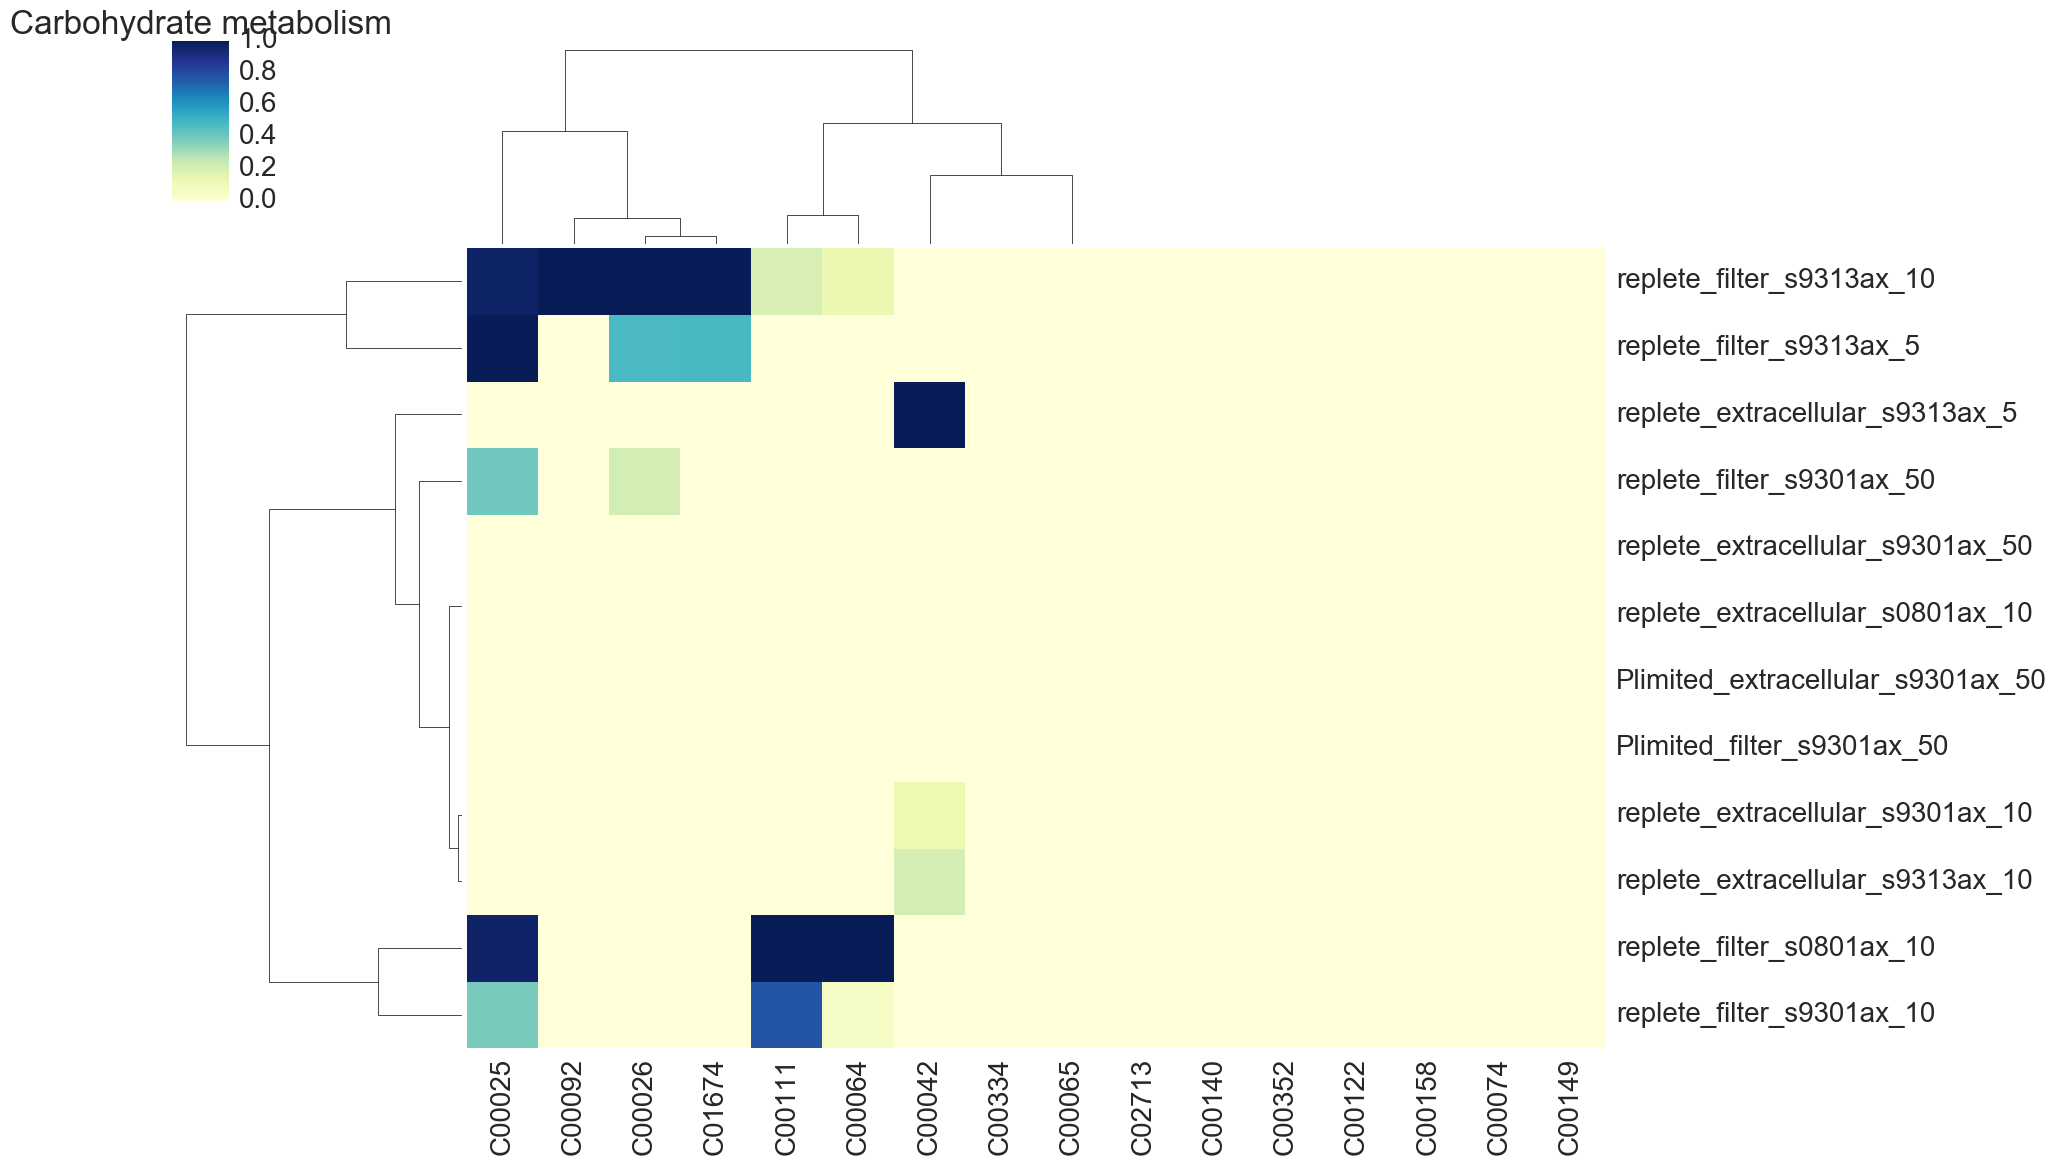 Carbohydrate metabolism
1.0
0.8
0.6
0.4
0.2
0.0
replete_filter_s9313ax_10
replete_filter_s9313ax_5
replete_extracellular_s9313ax_5
replete_filter_s9301ax_50
replete_extracellular_s9301ax_50
replete_extracellular_s0801ax_10
Plimited_extracellular_s9301ax_50
Plimited_filter_s9301ax_50
replete_extracellular_s9301ax_10
replete_extracellular_s9313ax_10
replete_filter_s0801ax_10
replete_filter_s9301ax_10
C00025
C00092
C00026
C01674
C00111
C00064
C00042
C00334
C00065
C02713
C00140
C00352
C00122
C00158
C00074
C00149